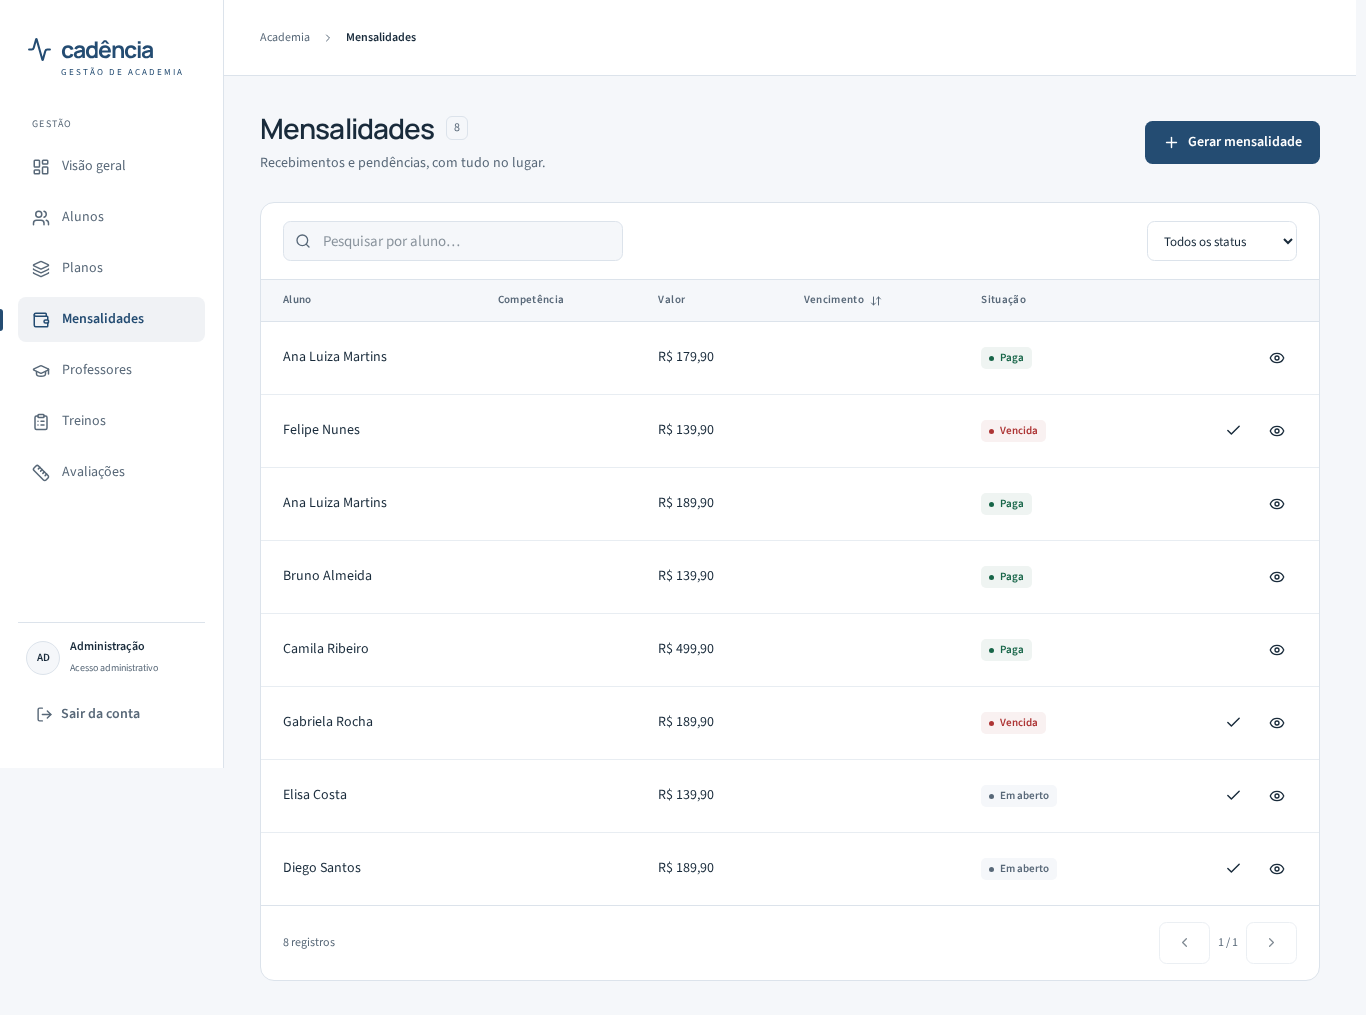 cadência
GESTÃO DE ACADEMIA
GESTÃO
Visão geral
Alunos
Planos
Mensalidades
Professores
Treinos
Avaliações
AD
Administração
Acesso administrativo
Sair da conta
Academia Mensalidades
Mensalidades 8
Recebimentos e pendências, com tudo no lugar.
Gerar mensalidade
Pesquisar por aluno...
Todos os status
Aluno Competência Valor Vencimento Situação
Ana Luiza Martins R$ 179,90 Paga
Felipe Nunes R$ 139,90 Vencida
Ana Luiza Martins R$ 189,90 Paga
Bruno Almeida R$ 139,90 Paga
Camila Ribeiro R$ 499,90 Paga
Gabriela Rocha R$ 189,90 Vencida
Elisa Costa R$ 139,90 Em aberto
Diego Santos R$ 189,90 Em aberto
8 registros 1 / 1